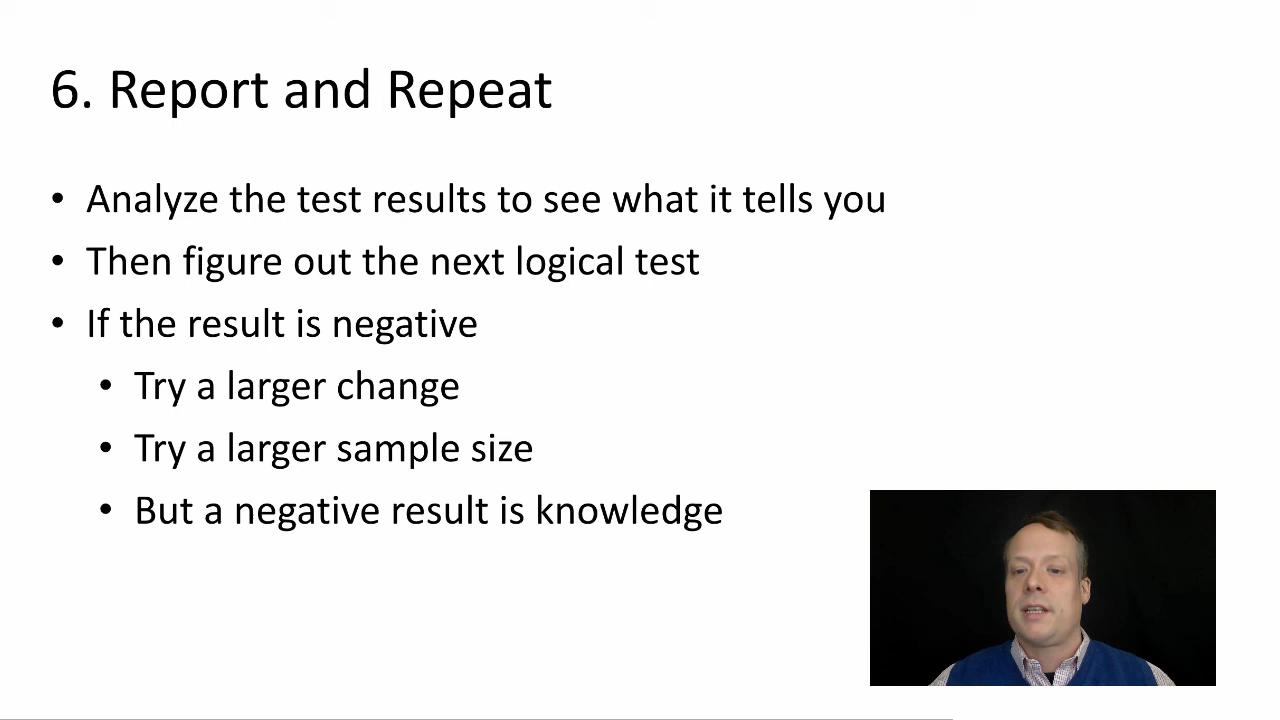 6. Report and Repeat
• Analyze the test results to see what it tells you
• Then figure out the next logical test
• If the result is negative
• Try a larger change
• Try a larger sample size
• But a negative result is knowledge